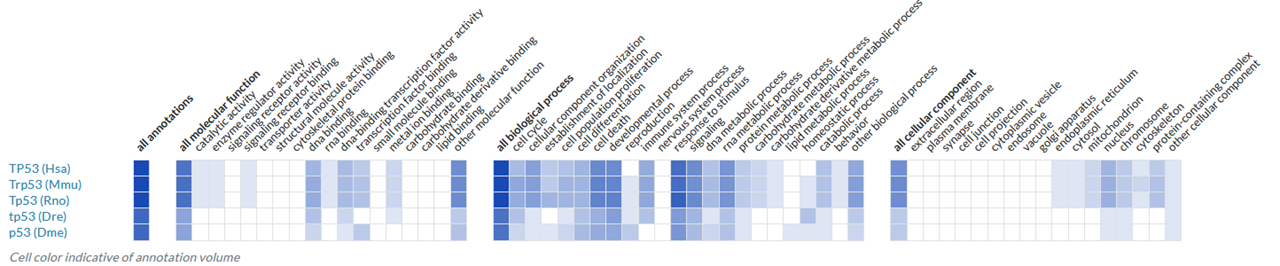 all annotations
all molecular function
catalytic activity
enzyme regulator activity
signaling receptor activity
signaling receptor binding
transporter activity
structural molecule activity
cytoskeletal protein binding
dna binding
rna binding
dna-binding transcription factor activity
transcription factor binding
small molecule binding
metal ion binding
carbohydrate binding
carbohydrate derivative binding
lipid binding
other molecular function
all biological process
cell cycle
cellular component organization
establishment of localization
cell population proliferation
cell differentiation
cell death
developmental process
reproduction
immune system process
nervous system process
response to stimulus
signaling
dna metabolic process
rna metabolic process
protein metabolic process
carbohydrate metabolic process
carbohydrate derivative metabolic process
lipid metabolic process
homeostatic process
catabolic process
behavior
other biological process
all cellular component
extracellular region
plasma membrane
synapse
cell junction
cell projection
cytoplasmic vesicle
endosome
vacuole
golgi apparatus
endoplasmic reticulum
cytosol
mitochondrion
nucleus
chromosome
cytoskeleton
protein-containing complex
other cellular component
TP53 (Hsa)
Trp53 (Mmu)
Tp53 (Rno)
tp53 (Dre)
p53 (Dme)
Cell color indicative of annotation volume